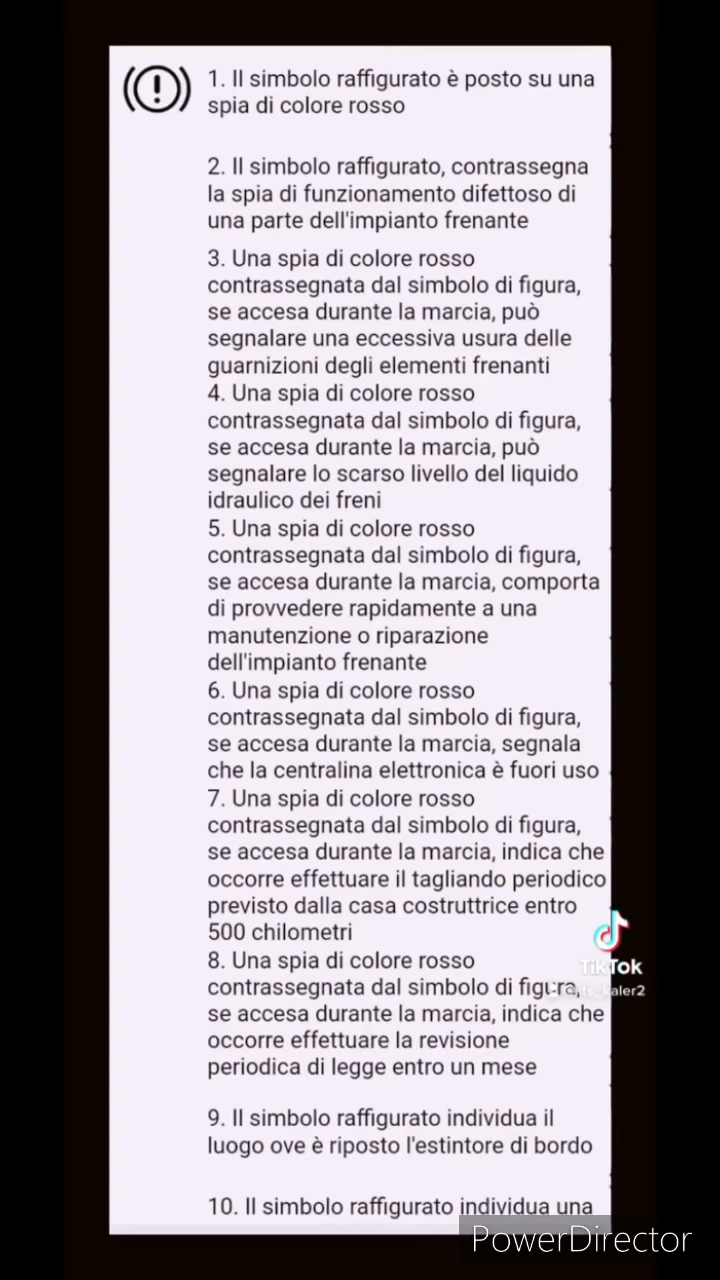 1. Il simbolo raffigurato è posto su una
spia di colore rosso
2. Il simbolo raffigurato, contrassegna
la spia di funzionamento difettoso di
una parte dell'impianto frenante
3. Una spia di colore rosso
contrassegnata dal simbolo di figura,
se accesa durante la marcia, può
segnalare una eccessiva usura delle
guarnizioni degli elementi frenanti
4. Una spia di colore rosso
contrassegnata dal simbolo di figura,
se accesa durante la marcia, può
segnalare lo scarso livello del liquido
idraulico dei freni
5. Una spia di colore rosso
contrassegnata dal simbolo di figura,
se accesa durante la marcia, comporta
di provvedere rapidamente a una
manutenzione o riparazione
dell'impianto frenante
6. Una spia di colore rosso
contrassegnata dal simbolo di figura,
se accesa durante la marcia, segnala
che la centralina elettronica è fuori uso
7. Una spia di colore rosso
contrassegnata dal simbolo di figura,
se accesa durante la marcia, indica che
occorre effettuare il tagliando periodico
previsto dalla casa costruttrice entro
500 chilometri
8. Una spia di colore rosso
contrassegnata dal simbolo di figura,
se accesa durante la marcia, indica che
occorre effettuare la revisione
periodica di legge entro un mese
9. Il simbolo raffigurato individua il
luogo ove è riposto l'estintore di bordo
10. Il simbolo raffigurato individua una
TikTok
PowerDirector